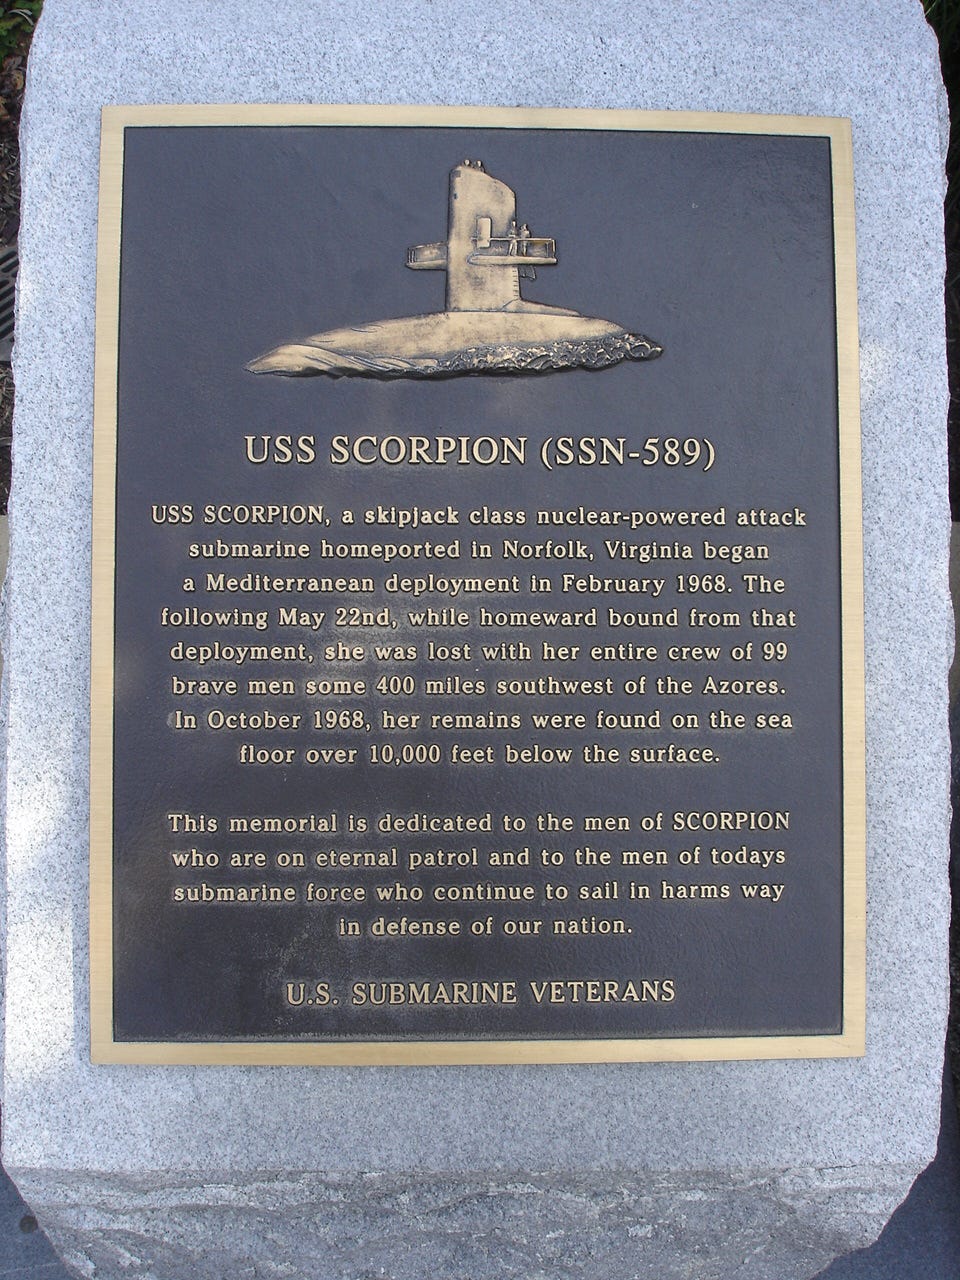 USS SCORPION (SSN-589)
USS SCORPION, a skipjack class nuclear-powered attack
submarine homeported in Norfolk, Virginia began
a Mediterranean deployment in February 1968. The
following May 22nd, while homeward bound from that
deployment, she was lost with her entire crew of 99
brave men some 400 miles southwest of the Azores.
In October 1968, her remains were found on the sea
floor over 10,000 feet below the surface.
This memorial is dedicated to the men of SCORPION
who are on eternal patrol and to the men of todays
submarine force who continue to sail in harms way
in defense of our nation.
U.S. SUBMARINE VETERANS